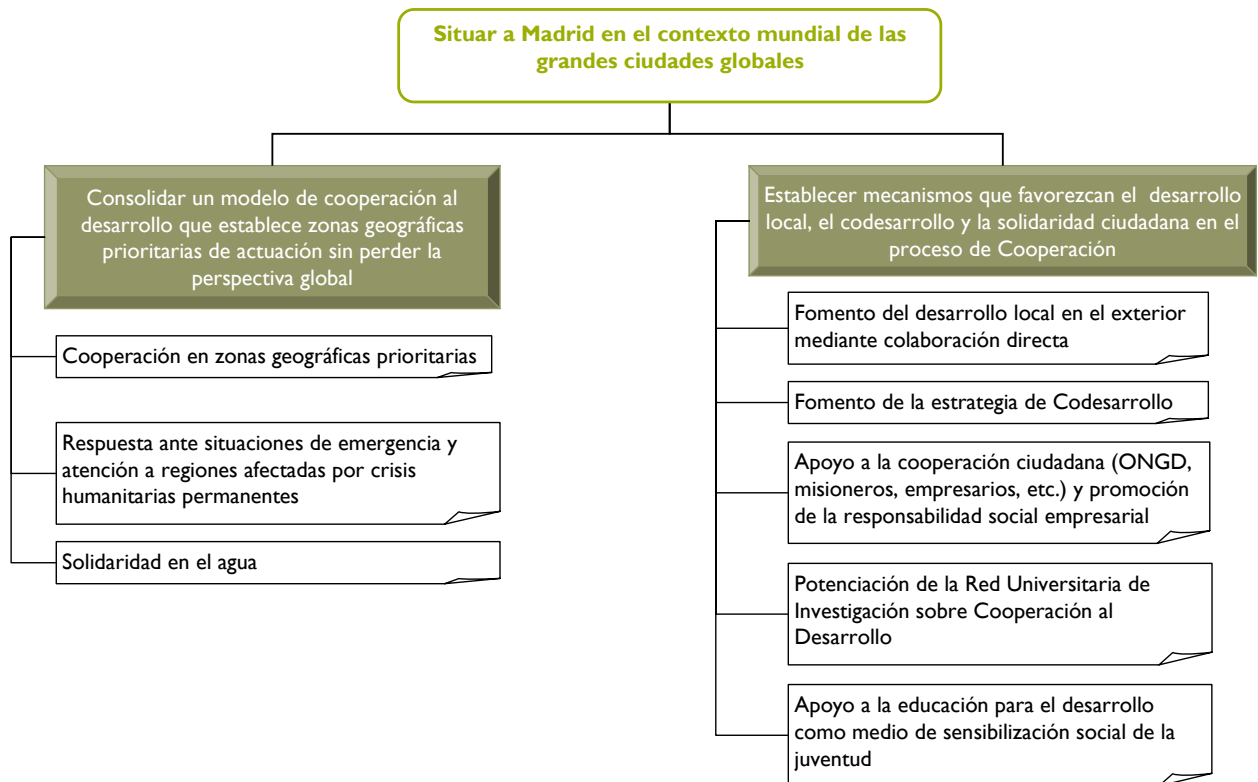 Situar a Madrid en el contexto mundial de las
grandes ciudades globales
Consolidar un modelo de cooperación al
desarrollo que establece zonas geográficas
prioritarias de actuación sin perder la
perspectiva global
Cooperación en zonas geográficas prioritarias
Respuesta ante situaciones de emergencia y
atención a regiones afectadas por crisis
humanitarias permanentes
Solidaridad en el agua
Establecer mecanismos que favorezcan el desarrollo
local, el codesarrollo y la solidaridad ciudadana en el
proceso de Cooperación
Fomento del desarrollo local en el exterior
mediante colaboración directa
Fomento de la estrategia de Codesarrollo
Apoyo a la cooperación ciudadana (ONGD,
misioneros, empresarios, etc.) y promoción
de la responsabilidad social empresarial
Potenciación de la Red Universitaria de
Investigación sobre Cooperación al
Desarrollo
Apoyo a la educación para el desarrollo
como medio de sensibilización social de la
juventud